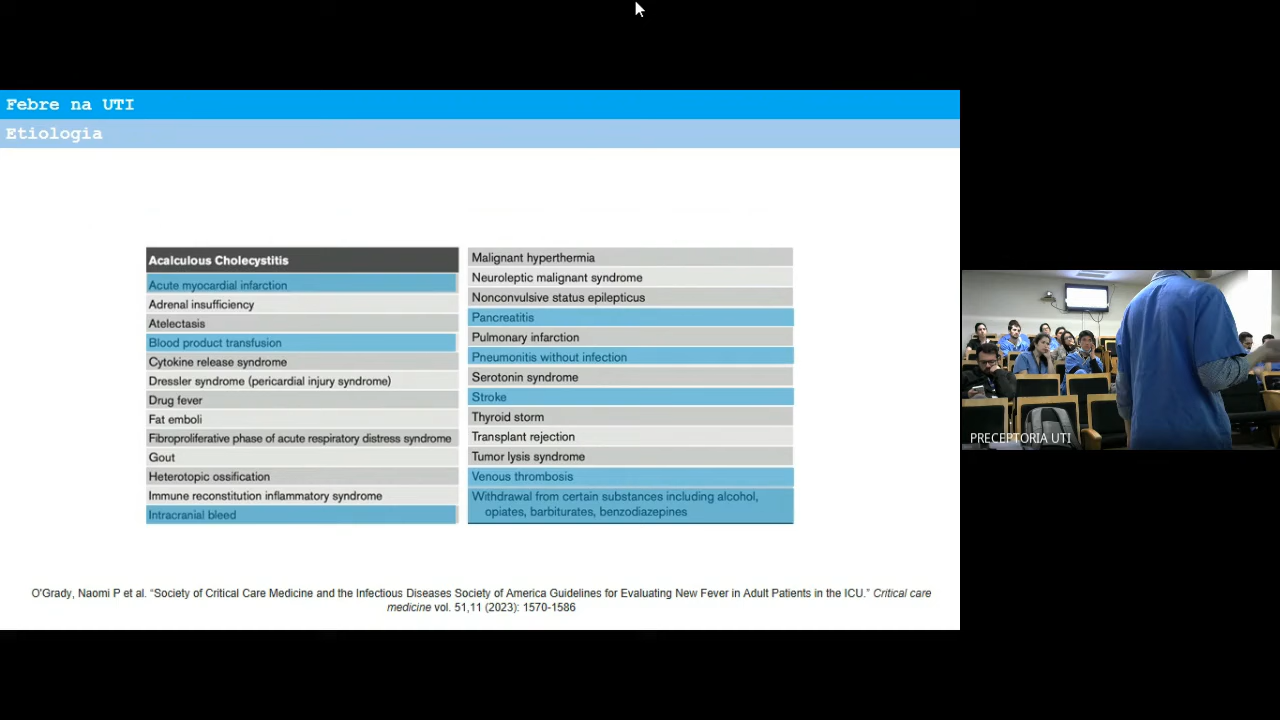 Febre na UTI
Etiologia
Acalculous Cholecystitis
Acute myocardial infarction
Adrenal insufficiency
Atelectasis
Blood product transfusion
Cytokine release syndrome
Dressler syndrome (pericardial injury syndrome)
Drug fever
Fat emboli
Fibroproliferative phase of acute respiratory distress syndrome
Gout
Heterotopic ossification
Immune reconstitution inflammatory syndrome
Intracranial bleed
Malignant hyperthermia
Neuroleptic malignant syndrome
Nonconvulsive status epilepticus
Pancreatitis
Pulmonary infarction
Pneumonitis without infection
Serotonin syndrome
Stroke
Thyroid storm
Transplant rejection
Tumor lysis syndrome
Venous thrombosis
Withdrawal from certain substances including alcohol,
opiates, barbiturates, benzodiazepines
O'Grady, Naomi P et al. “Society of Critical Care Medicine and the Infectious Diseases Society of America Guidelines for Evaluating New Fever in Adult Patients in the ICU.” Critical care
medicine vol. 51,11 (2023): 1570-1586
PRECEPTORIA UTI